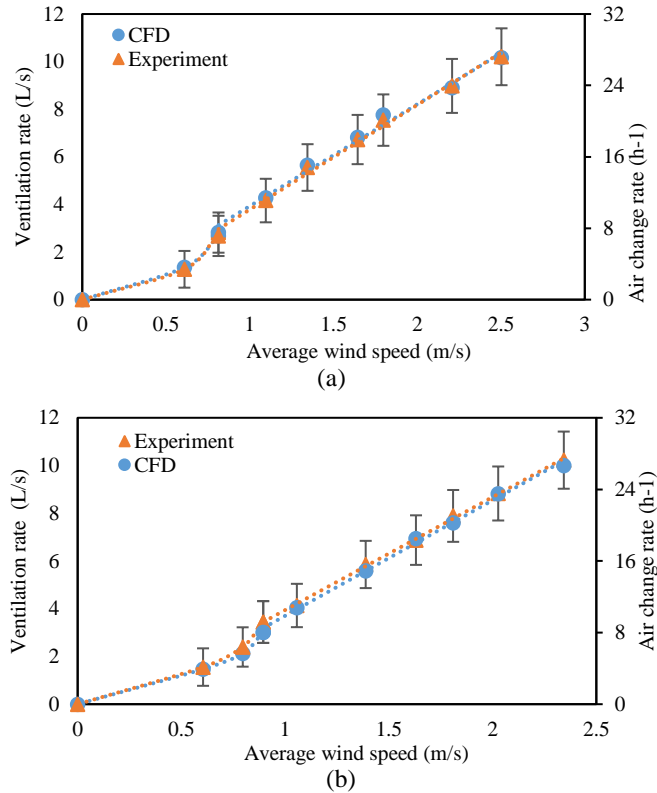 12
10
8
6
4
2
0
Ventilation rate (L/s)
CFD
Experiment
32
24
16
8
0
Air change rate (h-1)
0 0.5 1 1.5 2 2.5 3
Average wind speed (m/s)
(a)
12
10
8
6
4
2
0
Ventilation rate (L/s)
Experiment
CFD
32
24
16
8
0
Air change rate (h-1)
0 0.5 1 1.5 2 2.5
Average wind speed (m/s)
(b)